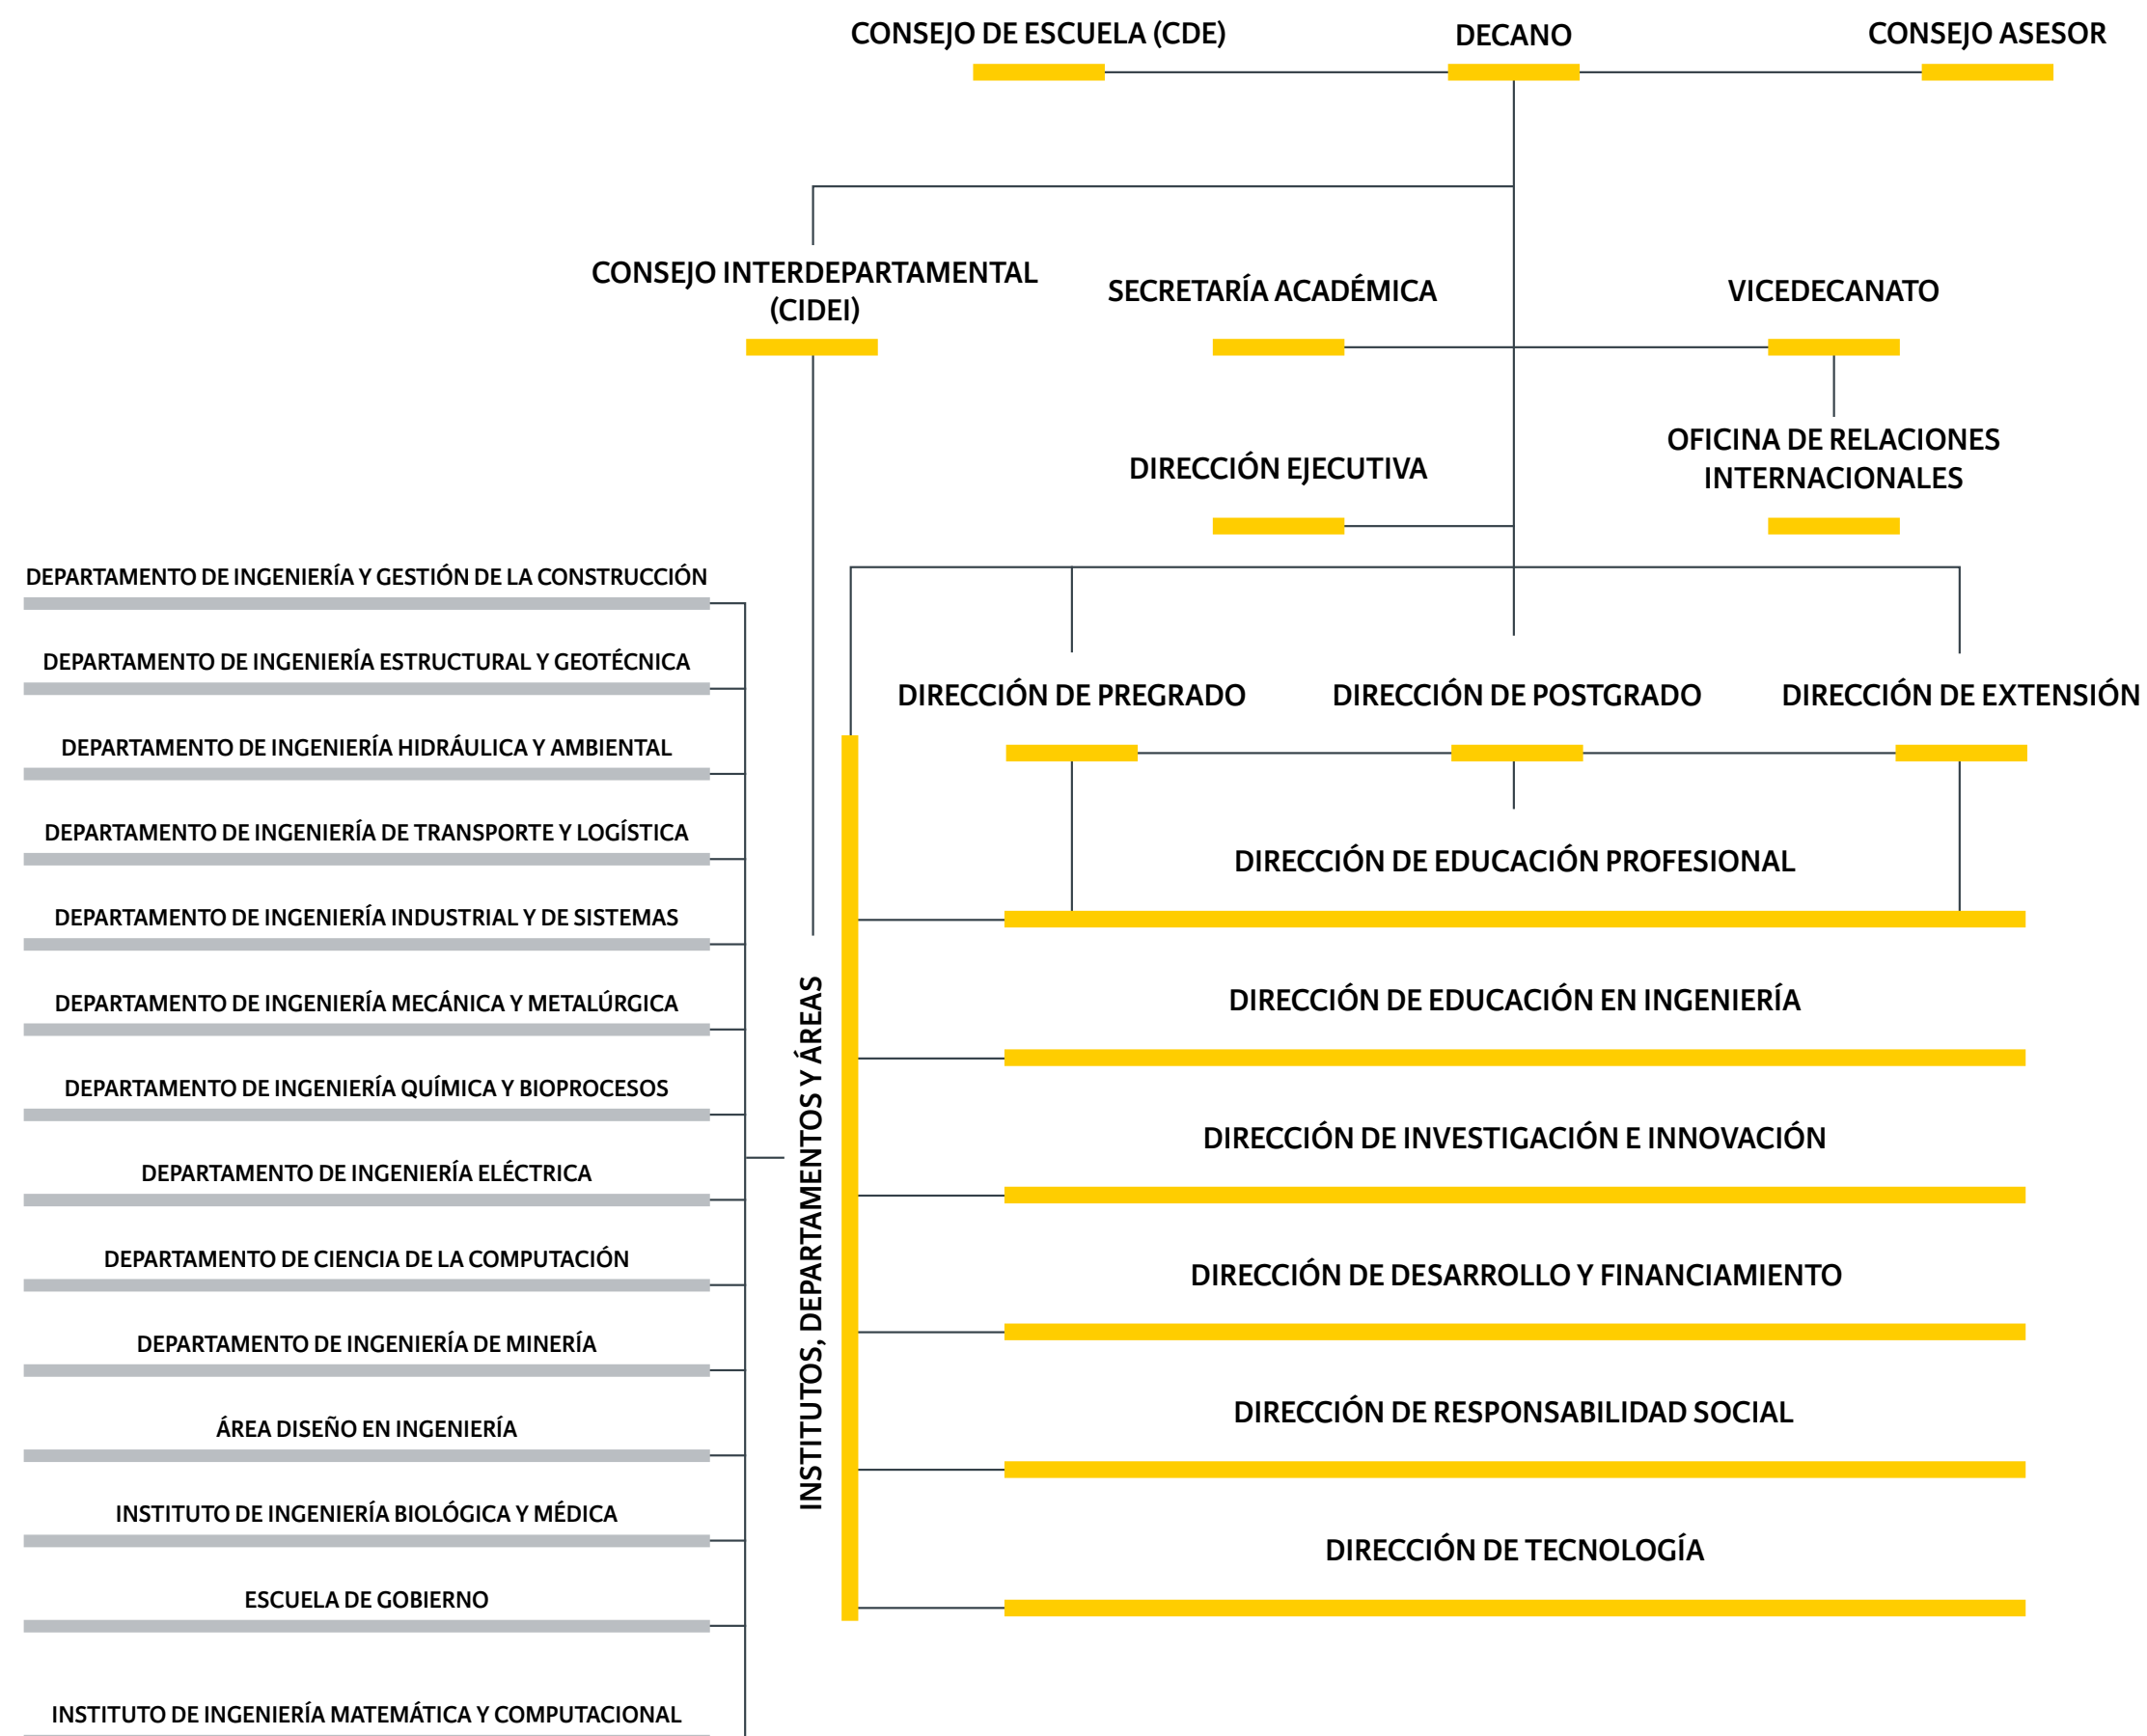 CONSEJO DE ESCUELA (CDE)
DECANO
CONSEJO ASESOR
CONSEJO INTERDEPARTAMENTAL
(CIDEI)
SECRETARÍA ACADÉMICA
VICEDECANATO
DIRECCIÓN EJECUTIVA
OFICINA DE RELACIONES
INTERNACIONALES
DEPARTAMENTO DE INGENIERÍA Y GESTIÓN DE LA CONSTRUCCIÓN
DEPARTAMENTO DE INGENIERÍA ESTRUCTURAL Y GEOTÉCNICA
DEPARTAMENTO DE INGENIERÍA HIDRÁULICA Y AMBIENTAL
DEPARTAMENTO DE INGENIERÍA DE TRANSPORTE Y LOGÍSTICA
DEPARTAMENTO DE INGENIERÍA INDUSTRIAL Y DE SISTEMAS
DEPARTAMENTO DE INGENIERÍA MECÁNICA Y METALÚRGICA
DEPARTAMENTO DE INGENIERÍA QUÍMICA Y BIOPROCESOS
DEPARTAMENTO DE INGENIERÍA ELÉCTRICA
DEPARTAMENTO DE CIENCIA DE LA COMPUTACIÓN
DEPARTAMENTO DE INGENIERÍA DE MINERÍA
ÁREA DISEÑO EN INGENIERÍA
INSTITUTO DE INGENIERÍA BIOLÓGICA Y MÉDICA
ESCUELA DE GOBIERNO
INSTITUTO DE INGENIERÍA MATEMÁTICA Y COMPUTACIONAL
INSTITUTOS, DEPARTAMENTOS Y ÁREAS
DIRECCIÓN DE PREGRADO
DIRECCIÓN DE POSTGRADO
DIRECCIÓN DE EXTENSIÓN
DIRECCIÓN DE EDUCACIÓN PROFESIONAL
DIRECCIÓN DE EDUCACIÓN EN INGENIERÍA
DIRECCIÓN DE INVESTIGACIÓN E INNOVACIÓN
DIRECCIÓN DE DESARROLLO Y FINANCIAMIENTO
DIRECCIÓN DE RESPONSABILIDAD SOCIAL
DIRECCIÓN DE TECNOLOGÍA